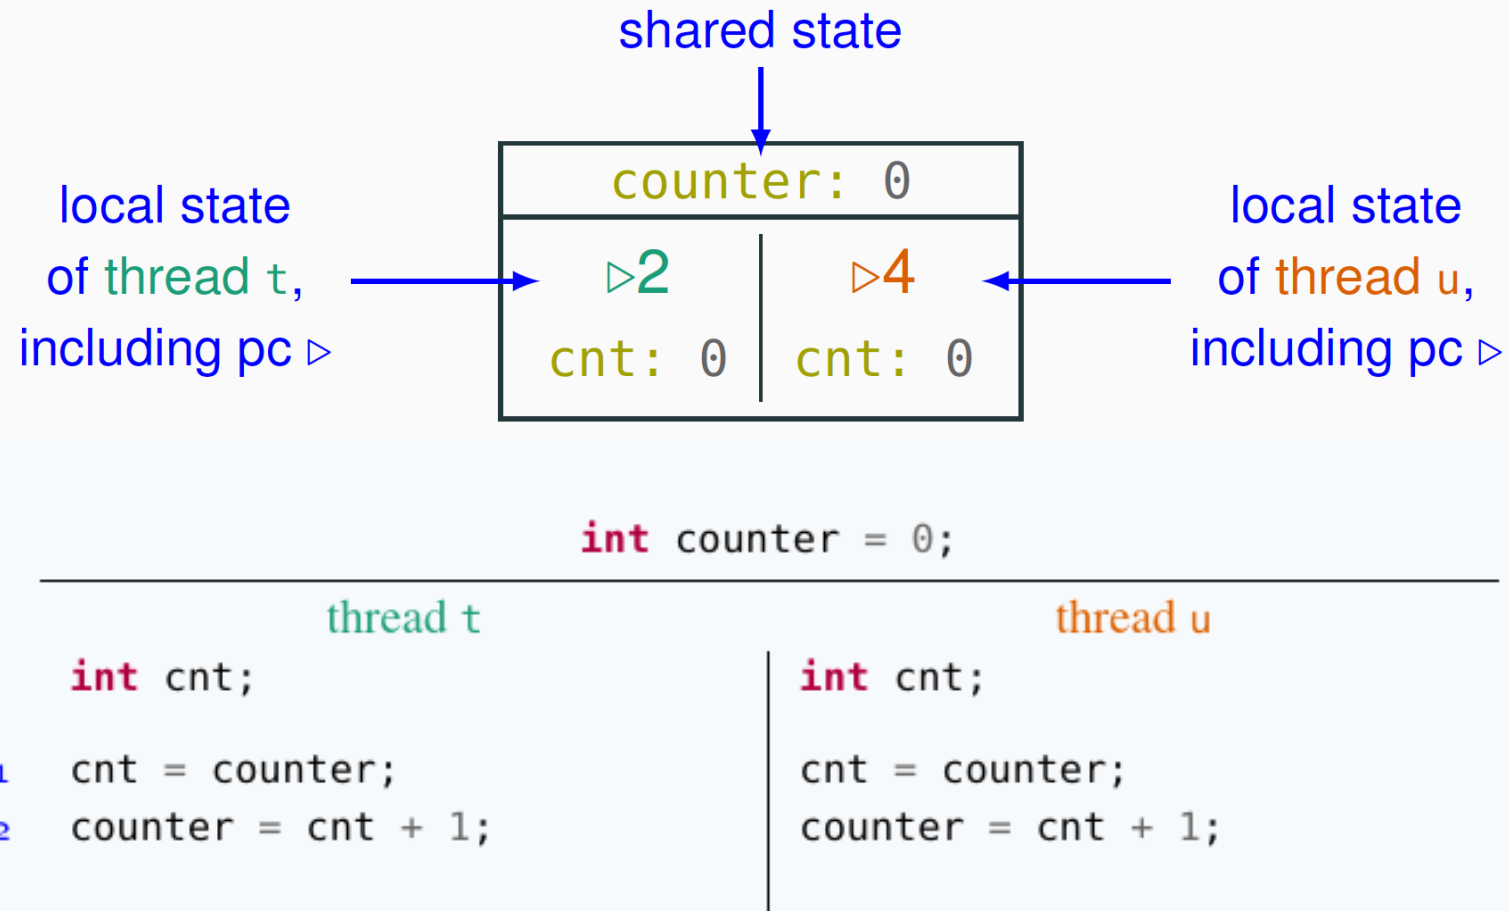 shared state
counter: 0
local state
of thread t,
including pc ▷
▷2
cnt: 0
▷4
cnt: 0
local state
of thread u,
including pc ▷
int counter = 0;
thread t
int cnt;
1 cnt = counter;
2 counter = cnt + 1;
thread u
int cnt;
cnt = counter;
counter = cnt + 1;